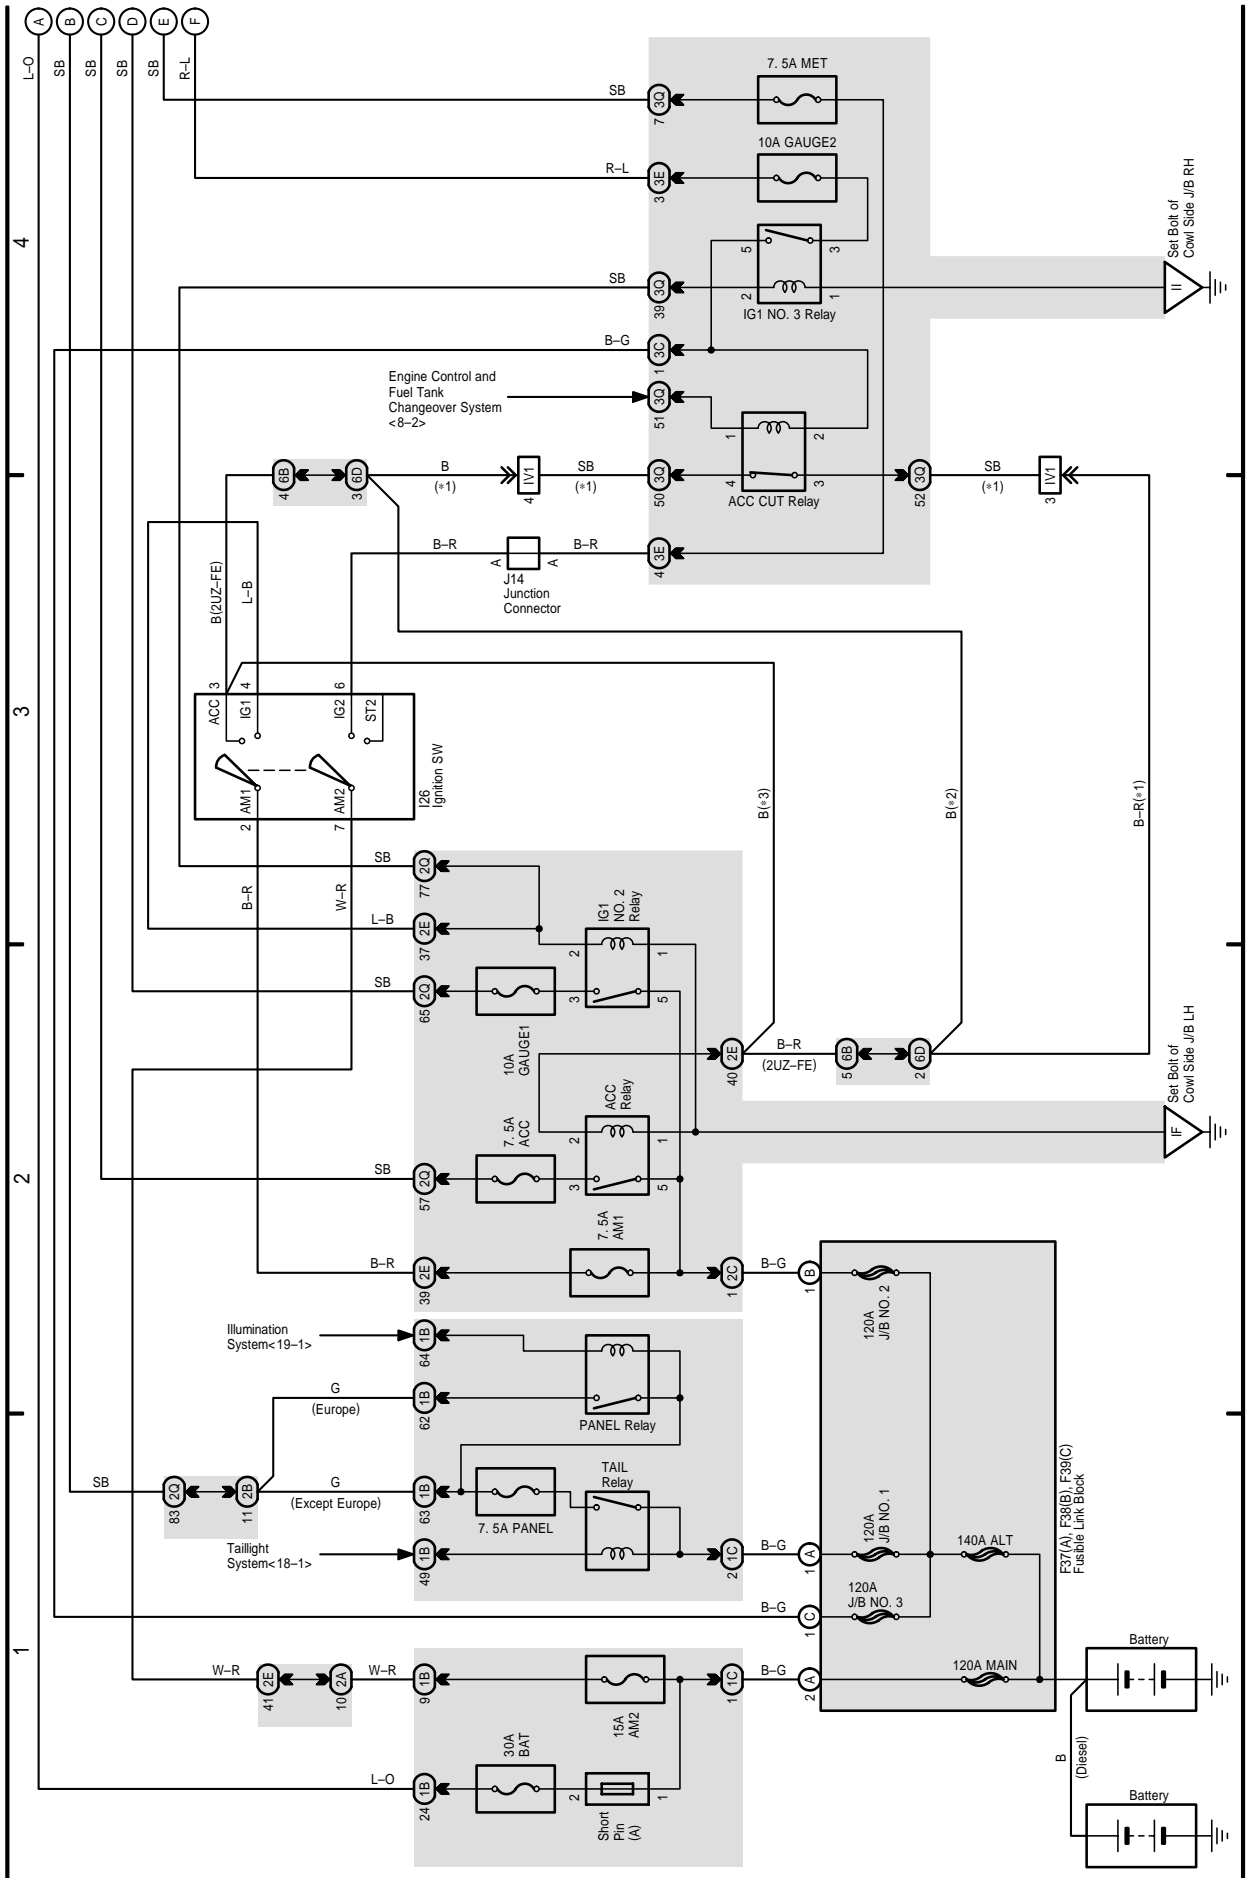 A
B
C
D
E
F
L–O
SB
SB
SB
SB
R–L
4
3
2
1
7. 5A MET
SB
7
3Q
10A GAUGE2
R–L
3
3E
5
3
2
1
IG1 NO. 3 Relay
SB
39
3Q
II
Set Bolt of
Cowl Side J/B RH
B–G
1
3C
Engine Control and
Fuel Tank
Changeover System
<8–2>
51
3Q
1
2
4
3
ACC CUT Relay
4
6B
3
6D
B
(*1)
4
IV1
SB
(*1)
50
3Q
52
3Q
SB
(*1)
3
IV1
B–R
A
A
J14
Junction
Connector
B–R
4
3E
B(2UZ–FE)
L–B
ACC
3
IG1
4
IG2
6
ST2
AM1
2
AM2
7
I26
Ignition SW
B(*3)
B(*2)
B–R(*1)
B–R
W–R
SB
77
2Q
L–B
37
2E
IG1
NO. 2
Relay
2
1
3
5
SB
65
2Q
10A
GAUGE1
40
2E
B–R
(2UZ–FE)
5
6B
2
6D
ACC
Relay
2
1
3
5
7. 5A
ACC
SB
57
2Q
IF
Set Bolt of
Cowl Side J/B LH
7. 5A
AM1
B–R
39
2E
1
2C
B–G
1
B
120A
J/B NO. 2
Illumination
System<19–1>
64
1B
G
(Europe)
62
1B
PANEL Relay
SB
83
2Q
11
2B
G
(Except Europe)
63
1B
7. 5A PANEL
TAIL
Relay
Taillight
System<18–1>
49
1B
2
1C
B–G
1
A
120A
J/B NO. 1
140A ALT
F37(A), F38(B), F39(C)
Fusible Link Block
B–G
1
C
120A
J/B NO. 3
W–R
41
2E
10
2A
W–R
9
1B
15A
AM2
1
1C
B–G
2
A
120A MAIN
Battery
B
(Diesel)
L–O
24
1B
30A
BAT
2
1
Short
Pin
(A)
Battery